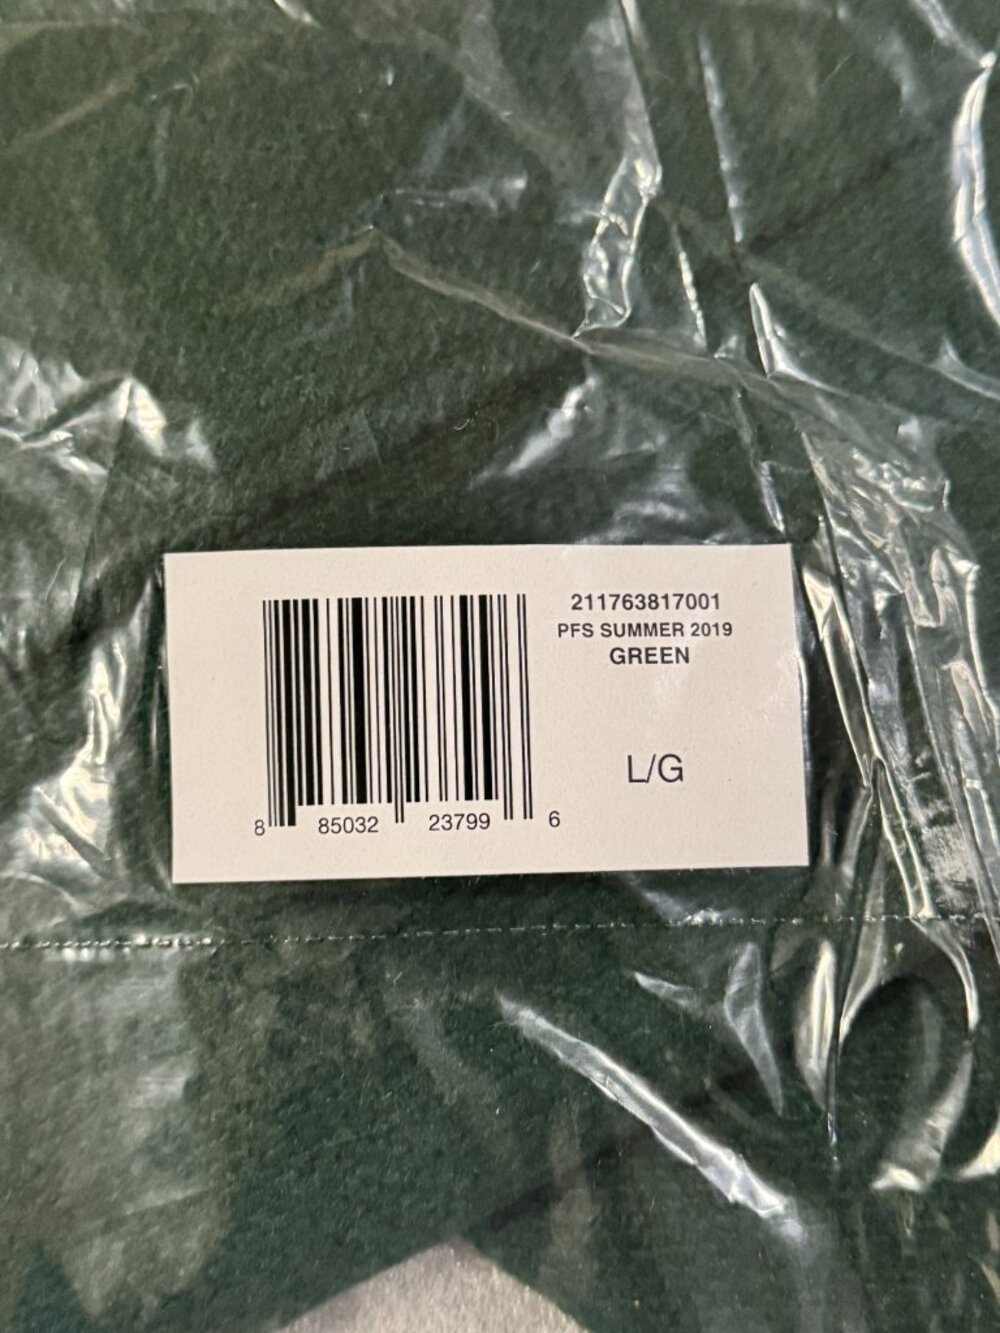 211763817001
PFS SUMMER 2019
GREEN
L/G
8 85032 23799 6